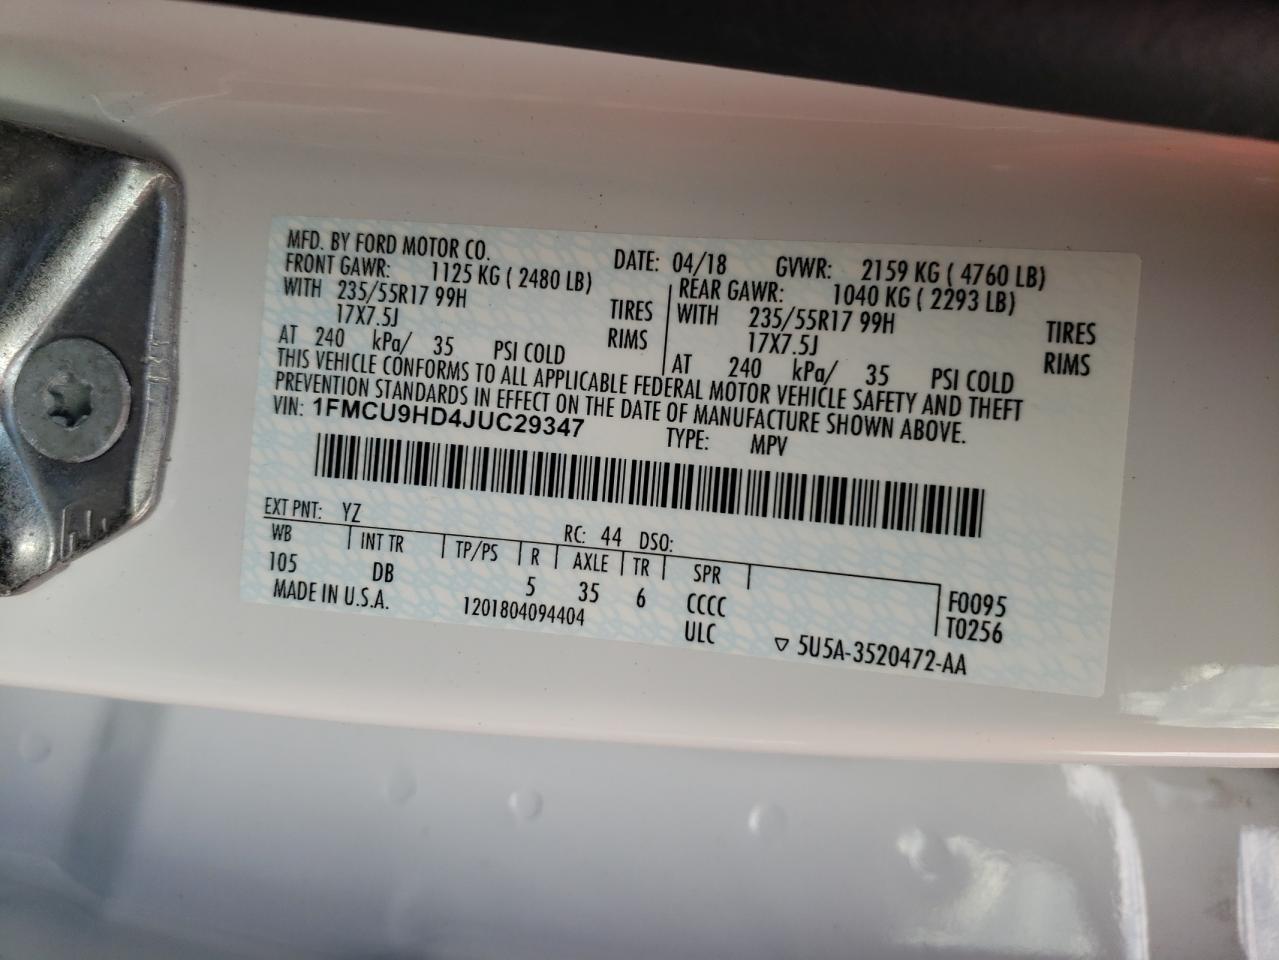 MFD. BY FORD MOTOR CO. DATE: 04/18 GVWR: 2159 KG ( 4760 LB)
FRONT GAWR: 1125 KG ( 2480 LB) REAR GAWR: 1040 KG ( 2293 LB)
WITH 235/55R17 99H TIRES WITH 235/55R17 99H TIRES
17X7.5J RIMS 17X7.5J RIMS
AT 240 kPa/ 35 PSI COLD AT 240 kPa/ 35 PSI COLD
THIS VEHICLE CONFORMS TO ALL APPLICABLE FEDERAL MOTOR VEHICLE SAFETY AND THEFT
PREVENTION STANDARDS IN EFFECT ON THE DATE OF MANUFACTURE SHOWN ABOVE.
VIN: 1FMCU9HD4JUC29347 TYPE: MPV
EXT PNT: YZ RC: 44 DSO:
WB INT TR TP/PS R AXLE TR SPR
105 DB 5 35 6 CCCC F0095
MADE IN U.S.A. 1201804094404 ULC T0256
▽ 5U5A-3520472-AA